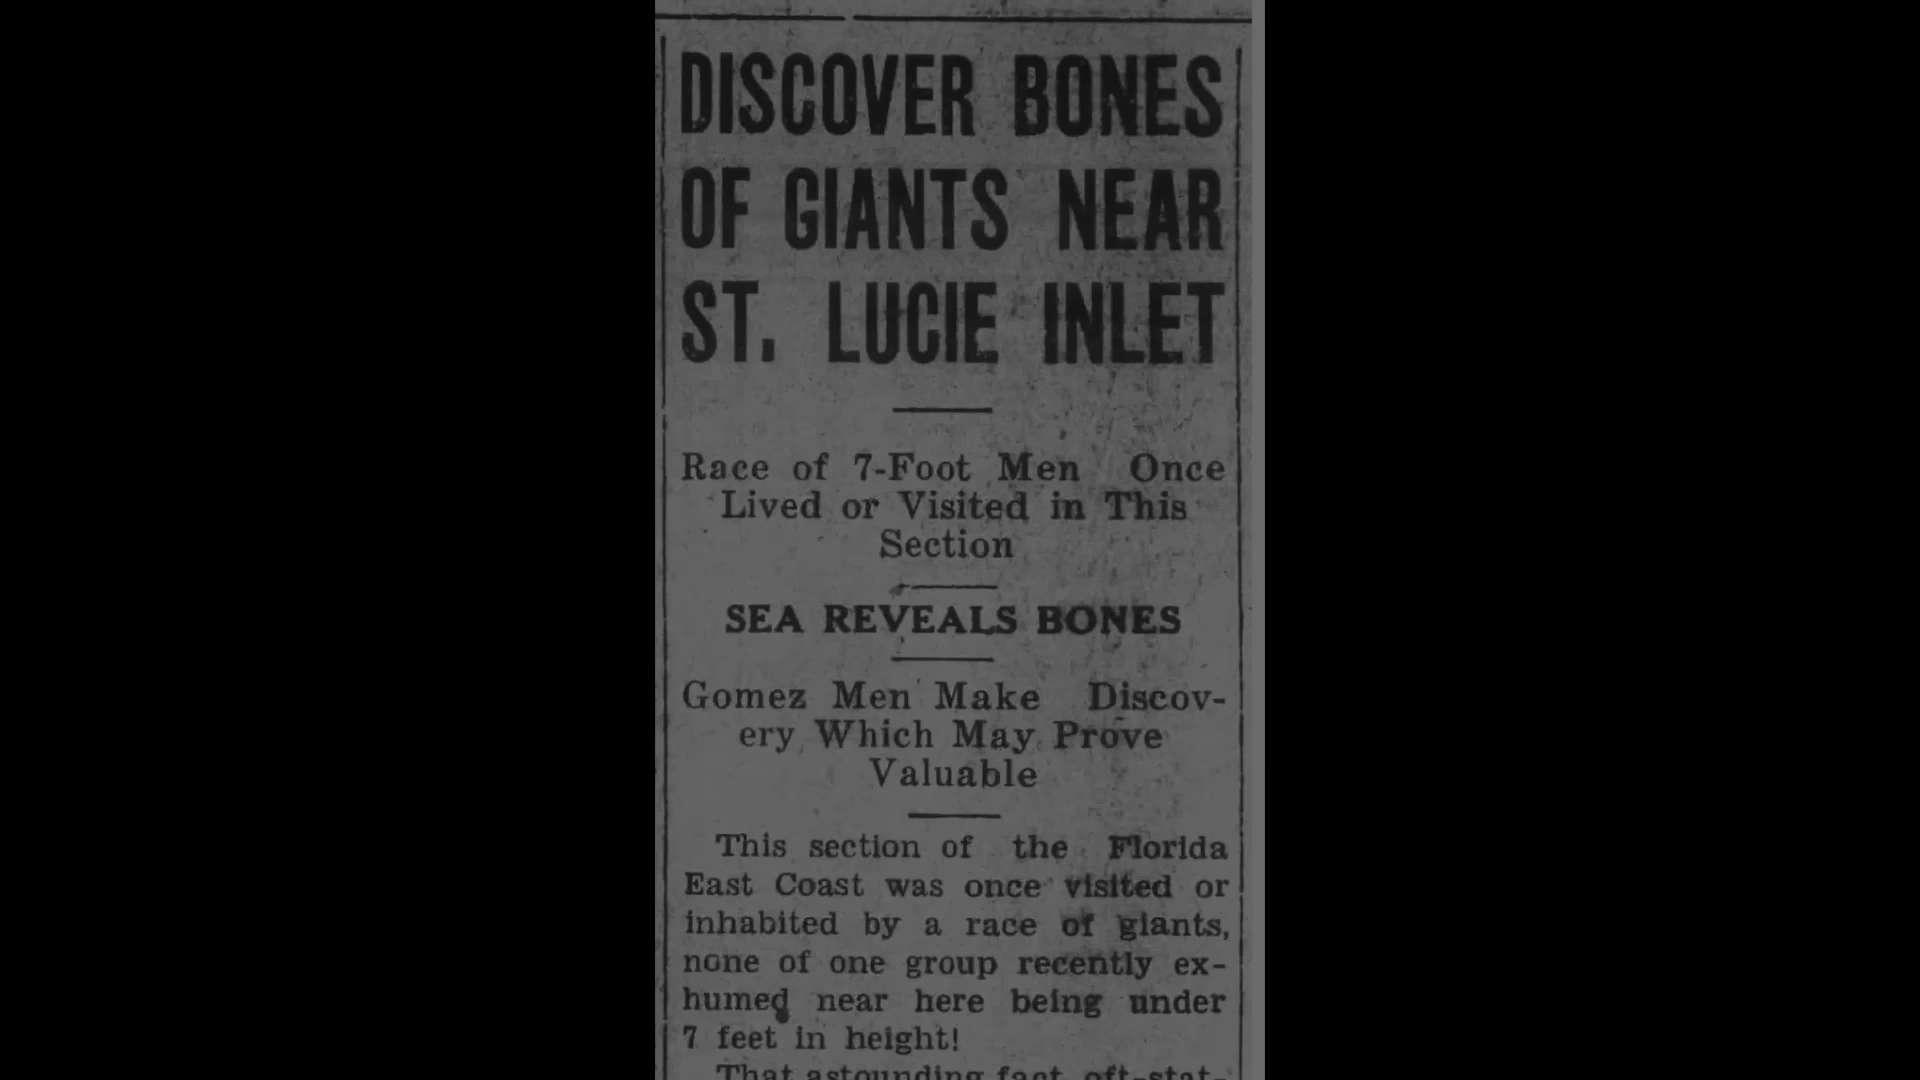 DISCOVER BONES
OF GIANTS NEAR
ST. LUCIE INLET
Race of 7-Foot Men Once
Lived or Visited in This
Section
SEA REVEALS BONES
Gomez Men Make Discov-
ery Which May Prove
Valuable
This section of the Florida
East Coast was once visited or
inhabited by a race of giants,
none of one group recently ex-
humed near here being under
7 feet in height!
That astounding fact, oft-stat-